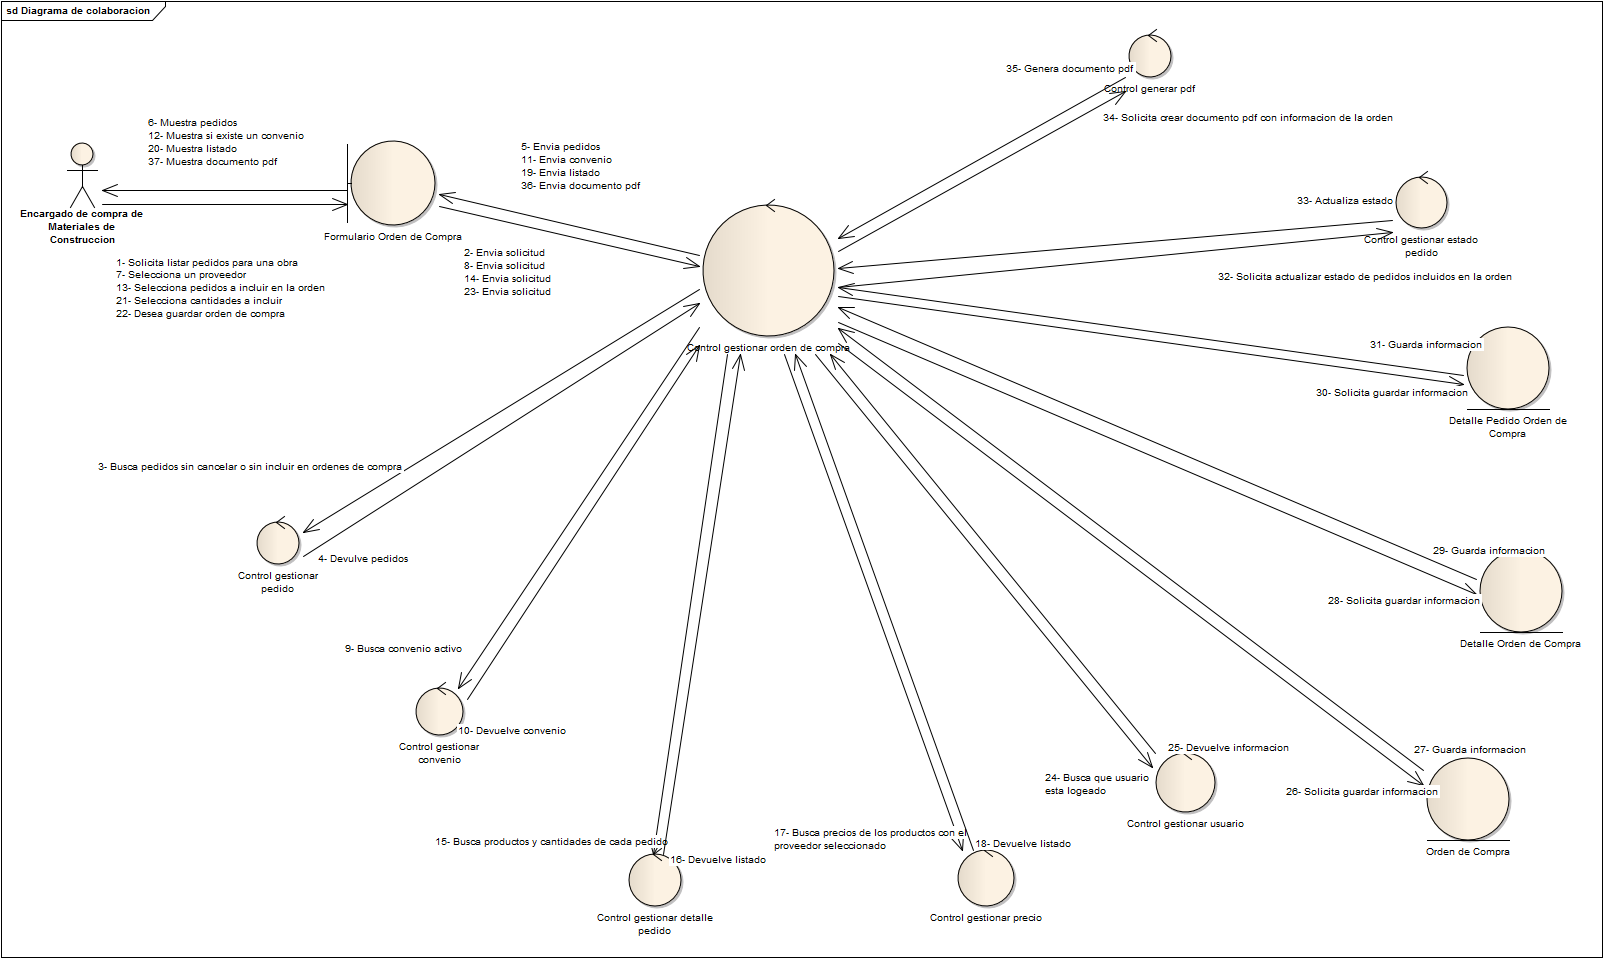 sd Diagrama de colaboracion
35- Genera documento pdf
Control generar pdf
34- Solicita crear documento pdf con informacion de la orden
6- Muestra pedidos
12- Muestra si existe un convenio
20- Muestra listado
37- Muestra documento pdf
5- Envia pedidos
11- Envia convenio
19- Envia listado
36- Envia documento pdf
Encargado de compra de
Materiales de
Construccion
Formulario Orden de Compra
33- Actualiza estado
Control gestionar estado
pedido
32- Solicita actualizar estado de pedidos incluidos en la orden
1- Solicita listar pedidos para una obra
7- Selecciona un proveedor
13- Selecciona pedidos a incluir en la orden
21- Selecciona cantidades a incluir
22- Desea guardar orden de compra
2- Envia solicitud
8- Envia solicitud
14- Envia solicitud
23- Envia solicitud
Control gestionar orden de compra
31- Guarda informacion
30- Solicita guardar informacion
Detalle Pedido Orden de
Compra
3- Busca pedidos sin cancelar o sin incluir en ordenes de compra
4- Devulve pedidos
Control gestionar
pedido
29- Guarda informacion
28- Solicita guardar informacion
Detalle Orden de Compra
9- Busca convenio activo
10- Devuelve convenio
Control gestionar
convenio
25- Devuelve informacion
24- Busca que usuario
esta logeado
Control gestionar usuario
27- Guarda informacion
26- Solicita guardar informacion
Orden de Compra
15- Busca productos y cantidades de cada pedido
16- Devuelve listado
Control gestionar detalle
pedido
17- Busca precios de los productos con el
proveedor seleccionado
18- Devuelve listado
Control gestionar precio